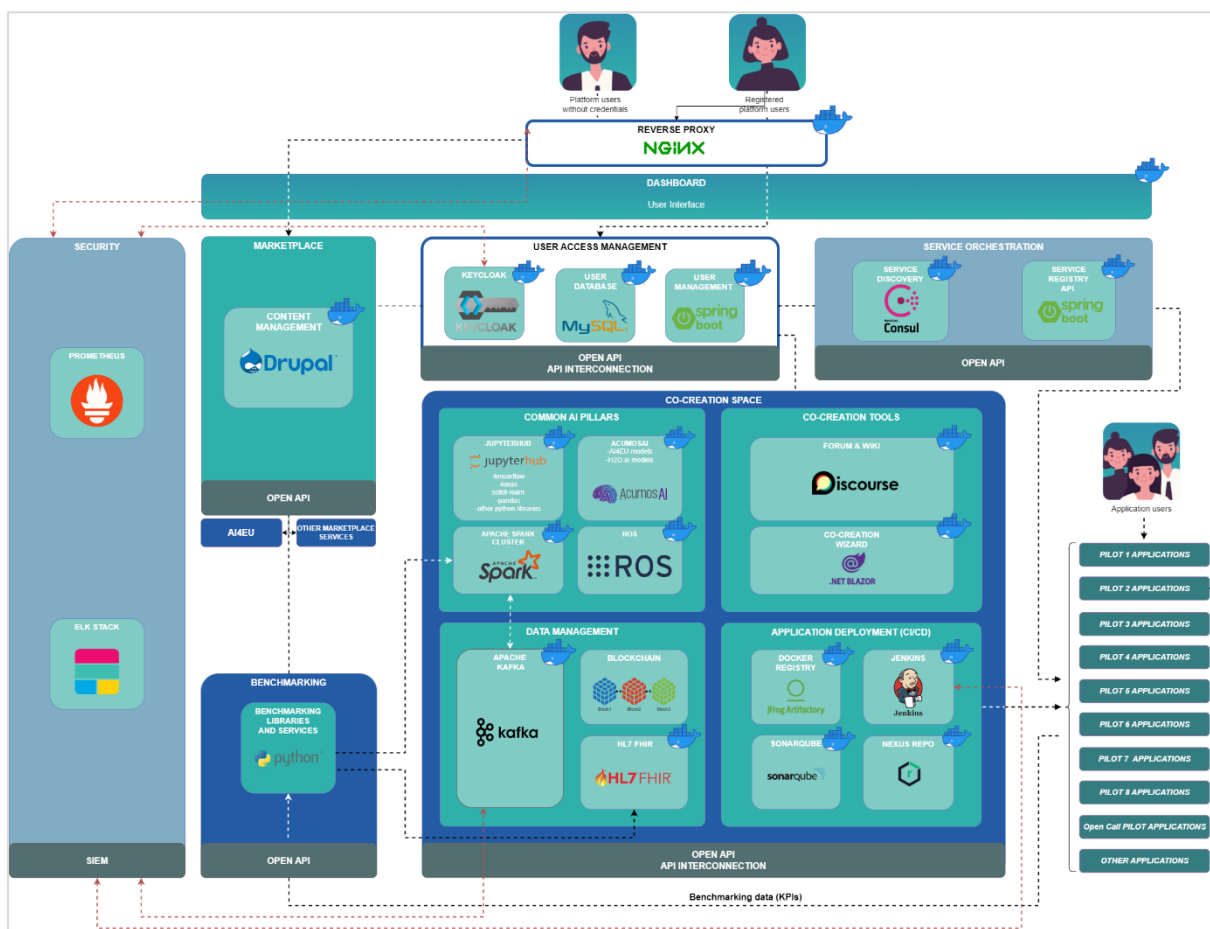 Platform users
without credentials
Registered
platform users
REVERSE PROXY
NGINX
DASHBOARD
User Interface
SECURITY
PROMETHEUS
ELK STACK
SIEM
MARKETPLACE
CONTENT
MANAGEMENT
Drupal™
OPEN API
AI4EU
OTHER MARKETPLACE
SERVICES
BENCHMARKING
BENCHMARKING
LIBRARIES
AND SERVICES
python™
OPEN API
USER ACCESS MANAGEMENT
KEYCLOAK
KEYCLOAK
USER
DATABASE
MySQL
USER
MANAGEMENT
spring
boot
OPEN API
API INTERCONNECTION
SERVICE ORCHESTRATION
SERVICE
DISCOVERY
Consul
SERVICE
REGISTRY
API
spring
boot
OPEN API
CO-CREATION SPACE
COMMON AI PILLARS
JUPYTERHUB
jupyterhub
-keras
-pandas
-other python libraries
ACUMOSAI
-AI4EU models
-H2O.ai models
Acumos AI
APACHE SPARK
CLUSTER
APACHE
Spark
ROS
ROS
CO-CREATION TOOLS
FORUM & WIKI
Discourse
CO-CREATION
WIZARD
.NET BLAZOR
DATA MANAGEMENT
APACHE
KAFKA
kafka
BLOCKCHAIN
Block1 Block2 Block3
HL7 FHIR
HL7 FHIR
APPLICATION DEPLOYMENT (CI/CD)
DOCKER
REGISTRY
JFrog Artifactory
JENKINS
Jenkins
SONARQUBE
sonarqube
NEXUS REPO
r
OPEN API
API INTERCONNECTION
Application users
PILOT 1 APPLICATIONS
PILOT 2 APPLICATIONS
PILOT 3 APPLICATIONS
PILOT 4 APPLICATIONS
PILOT 5 APPLICATIONS
PILOT 6 APPLICATIONS
PILOT 7 APPLICATIONS
PILOT 8 APPLICATIONS
Open Call PILOT APPLICATIONS
OTHER APPLICATIONS
Benchmarking data (KPIs)